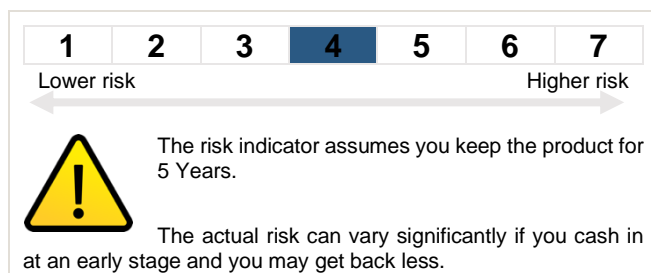 1 2 3 4 5 6 7
Lower risk Higher risk
The risk indicator assumes you keep the product for
5 Years.
The actual risk can vary significantly if you cash in
at an early stage and you may get back less.